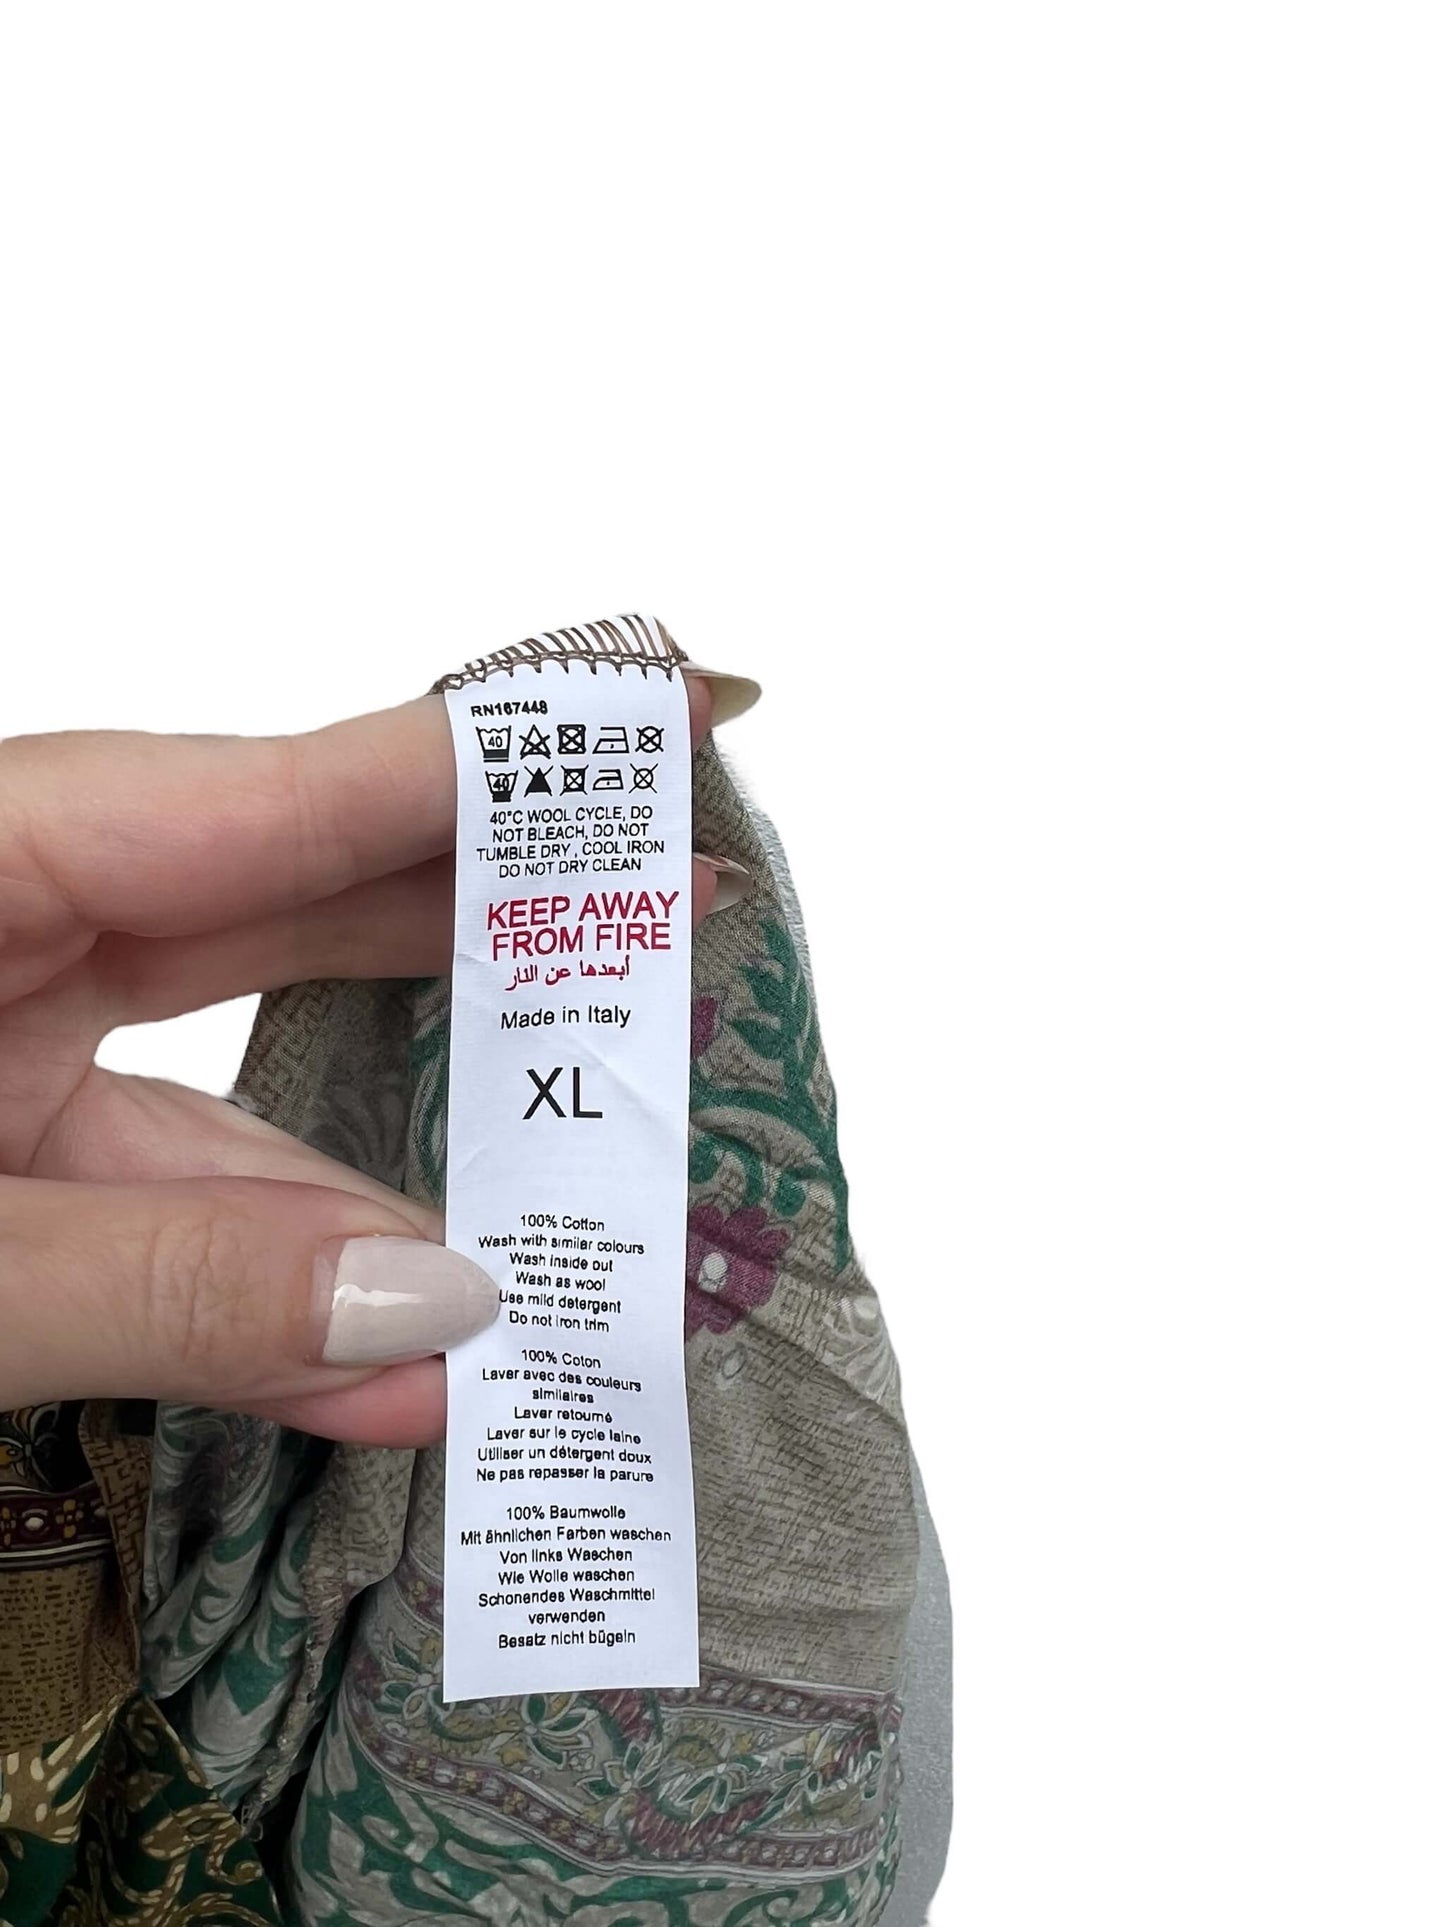 RN167448
40
40
40°C WOOL CYCLE, DO
NOT BLEACH, DO NOT
TUMBLE DRY , COOL IRON
DO NOT DRY CLEAN
KEEP AWAY
FROM FIRE
أبعدها عن النار
Made in Italy
XL
100% Cotton
Wash with similar colours
Wash inside out
Wash as wool
Use mild detergent
Do not iron trim
100% Coton
Laver avec des couleurs
similaires
Laver retourné
Laver sur le cycle laine
Utiliser un détergent doux
Ne pas repasser la parure
100% Baumwolle
Mit ähnlichen Farben waschen
Von links Waschen
Wie Wolle waschen
Schonendes Waschmittel
verwenden
Besatz nicht bügeln